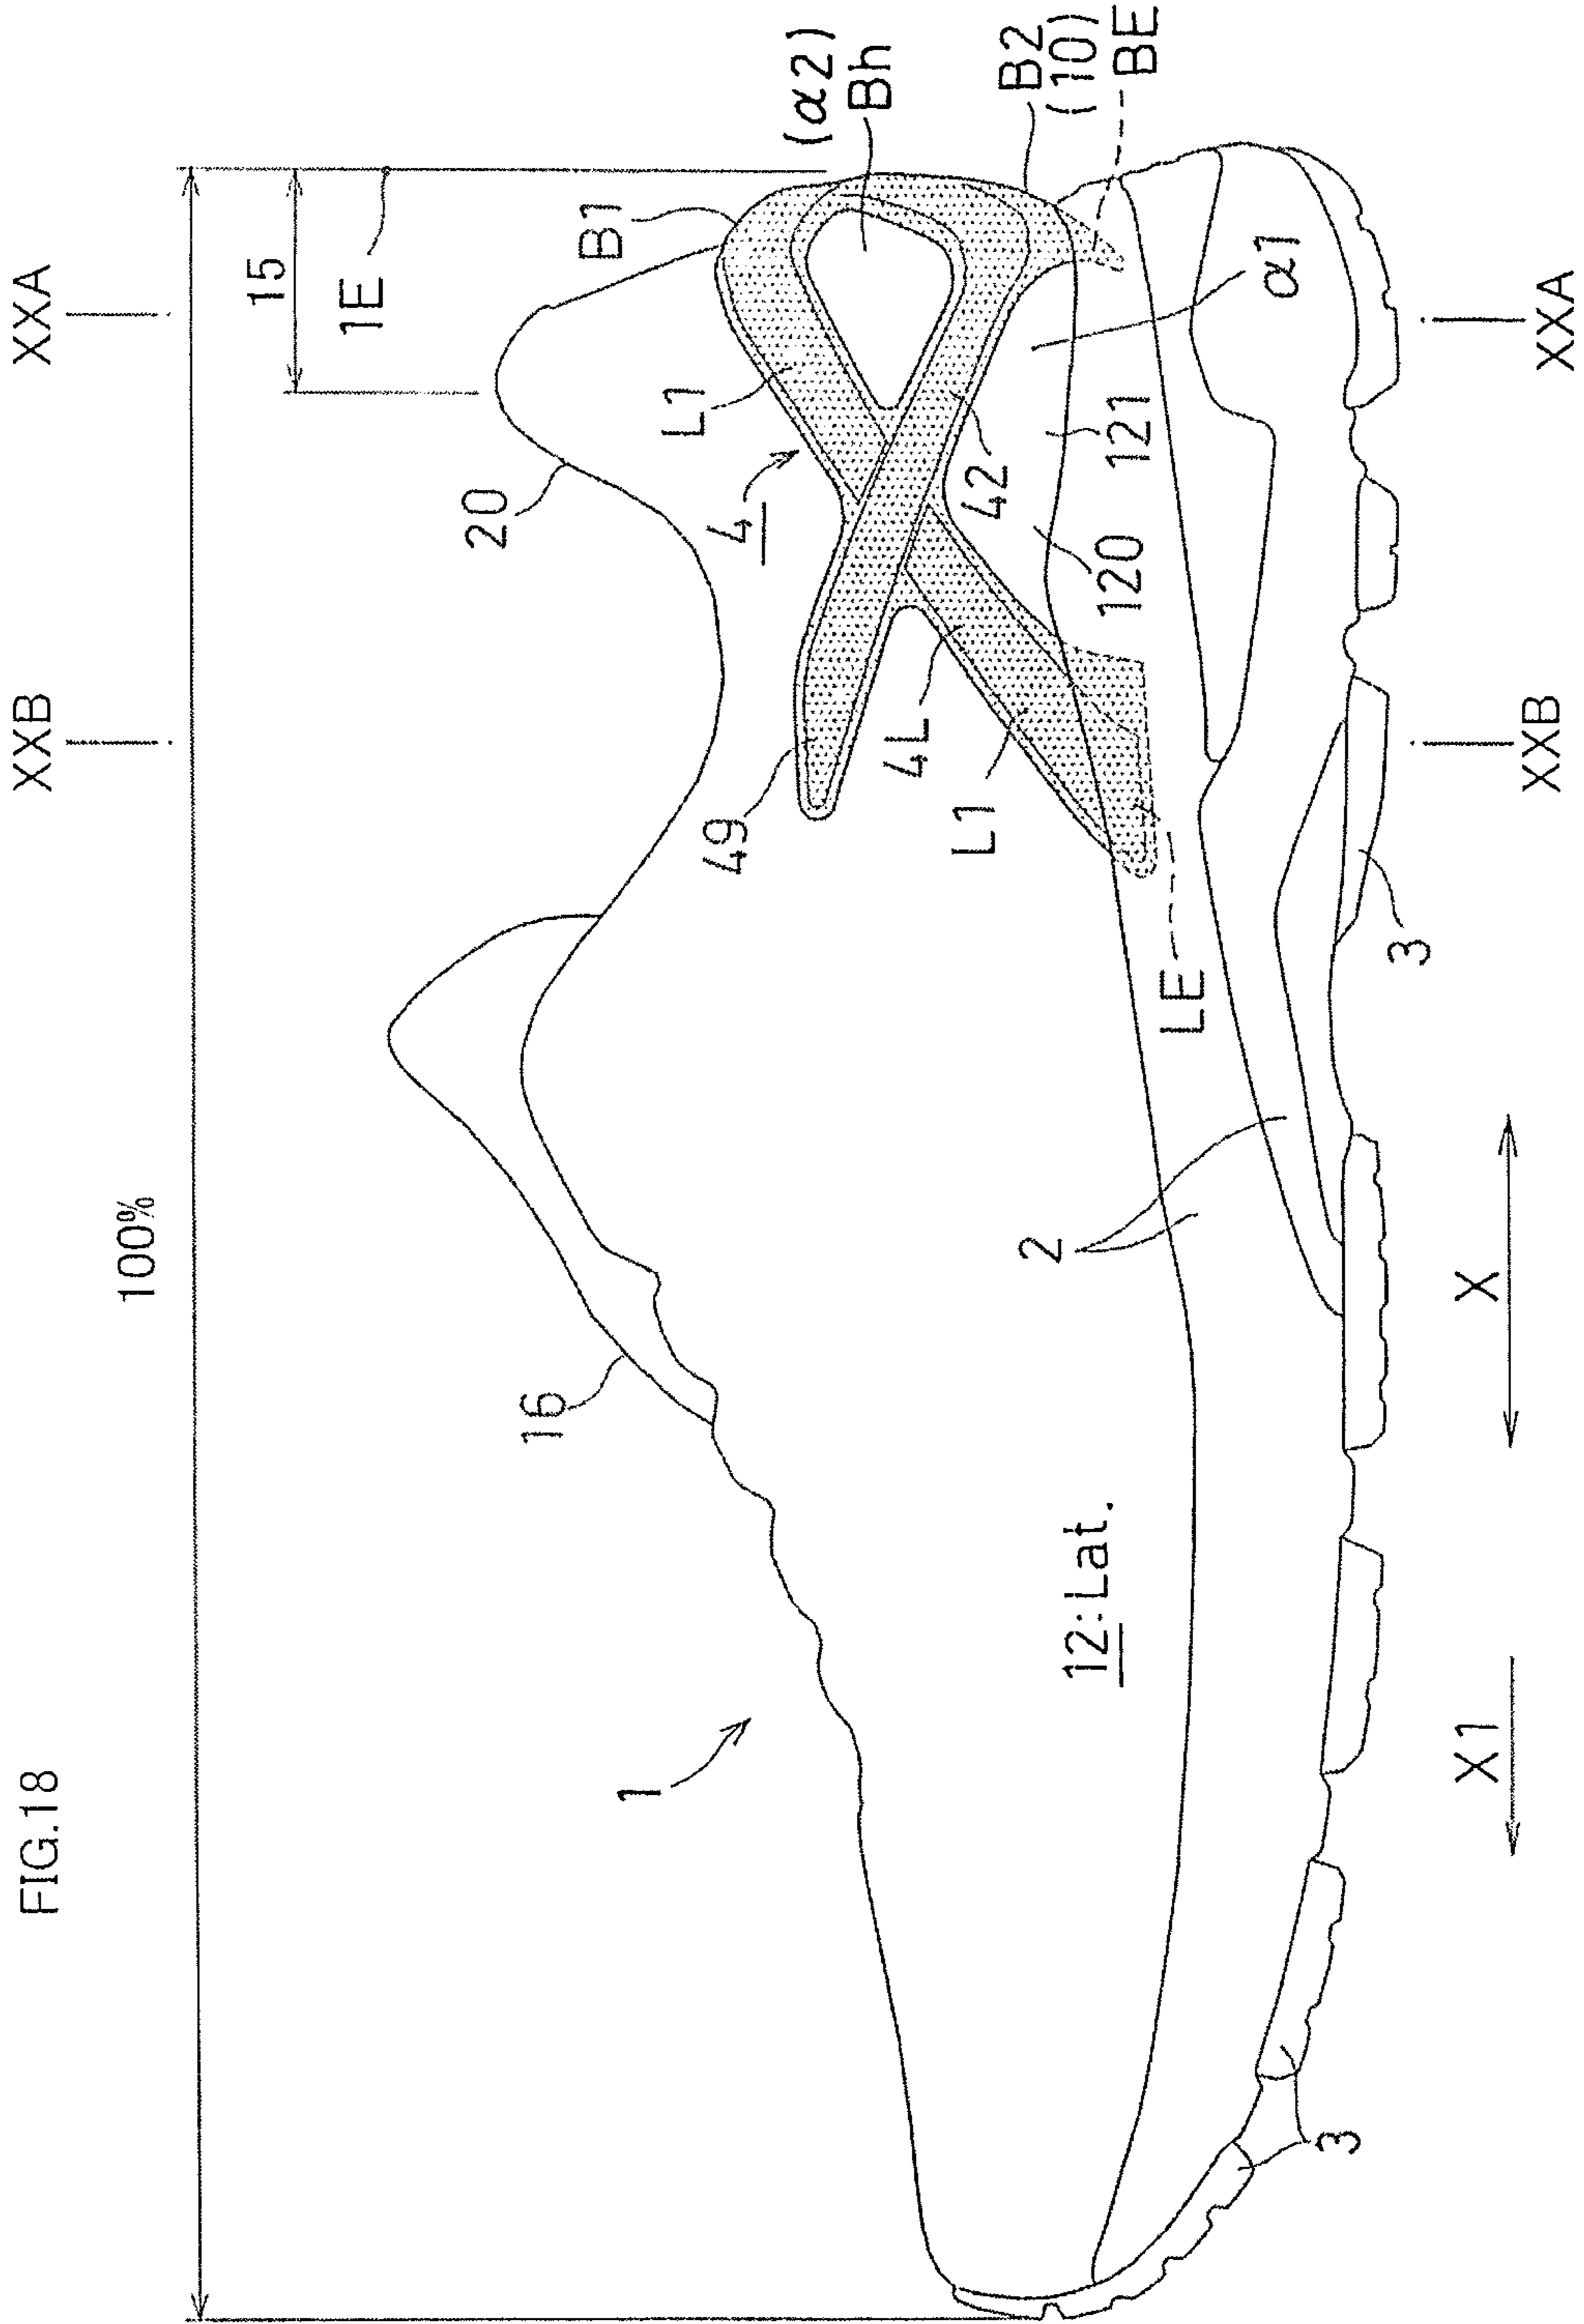 FIG.18
100%
XXB
XXA
15
1E
20
B1
L1
4
(α2)
Bh
B2
(10)
BE
16
49
4L
L1
42
120
121
α1
1
12:Lat.
2
LE
3
3
X1
X
XXB
XXA